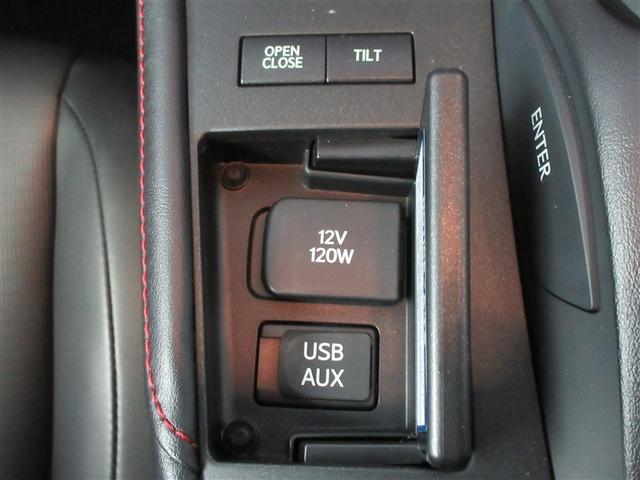 OPEN
CLOSE
TILT
ENTER
12V
120W
USB
AUX